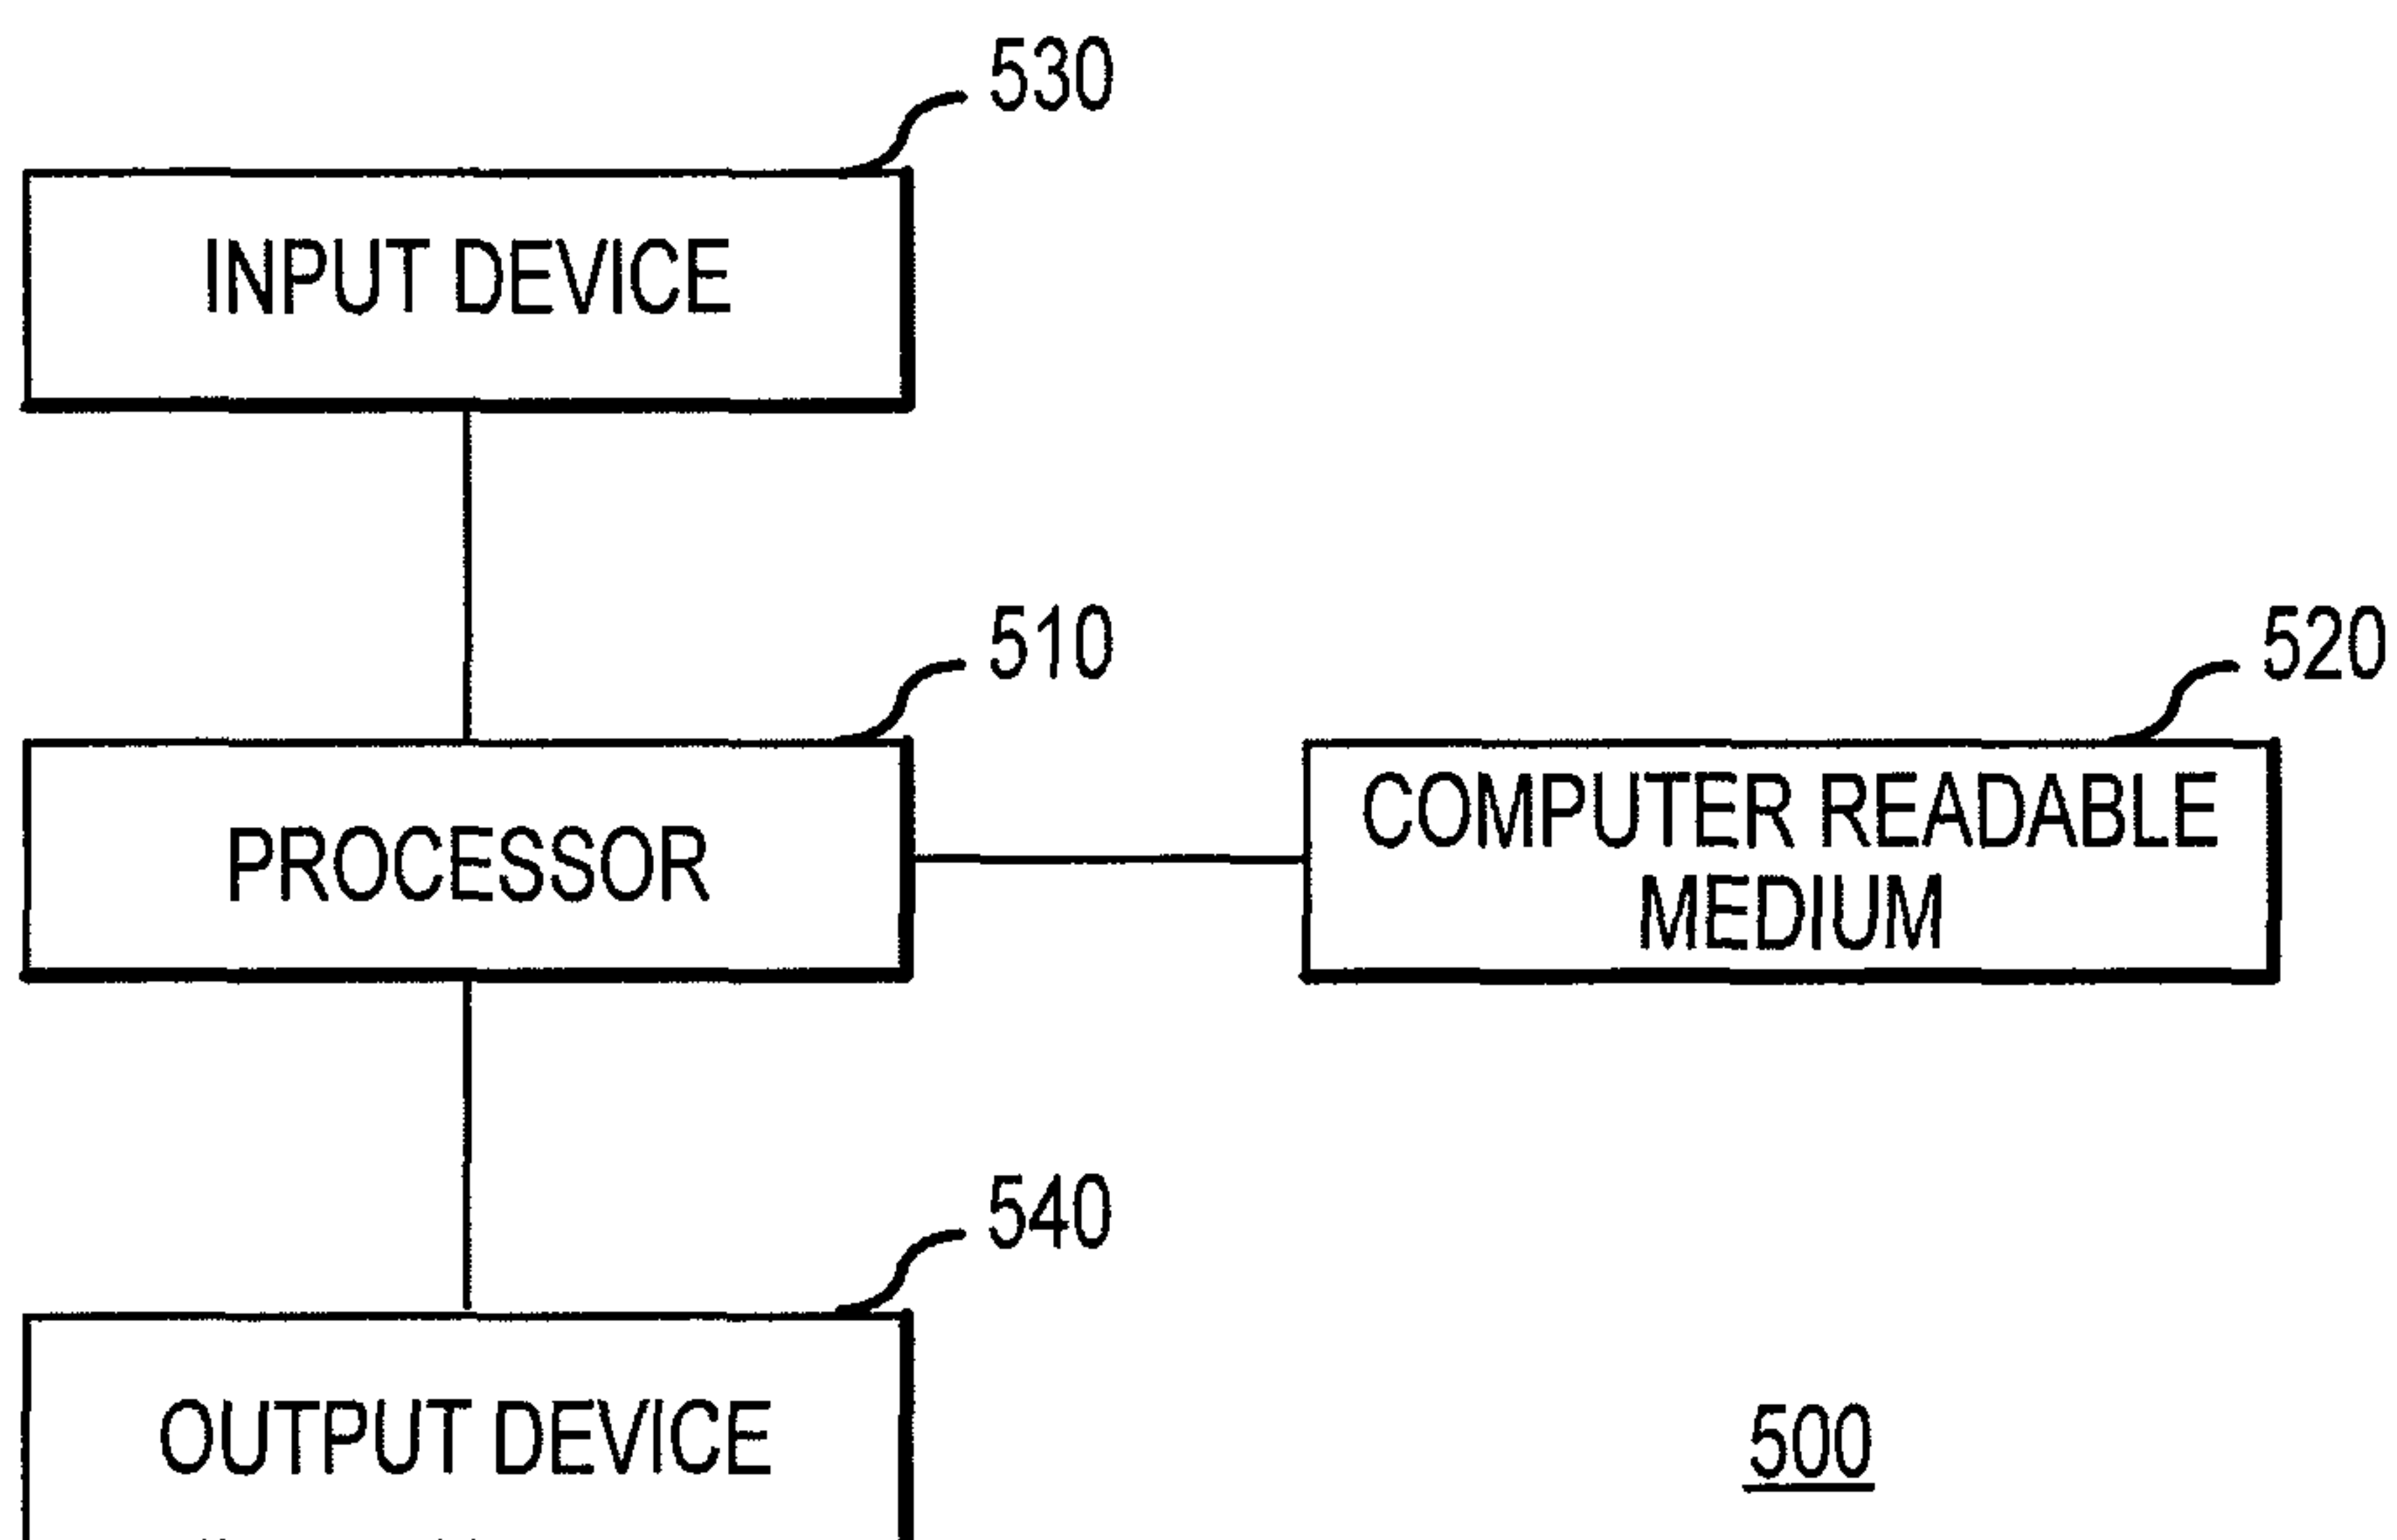 530
INPUT DEVICE
510
520
PROCESSOR
COMPUTER READABLE
MEDIUM
540
OUTPUT DEVICE
500